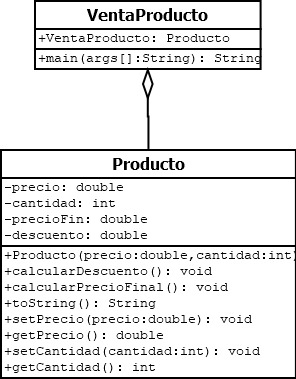 VentaProducto
+VentaProducto: Producto
+main(args[]:String): String
Producto
-precio: double
-cantidad: int
-precioFin: double
-descuento: double
+Producto(precio:double,cantidad:int)
+calcularDescuento(): void
+calcularPrecioFinal(): void
+toString(): String
+setPrecio(precio:double): void
+getPrecio(): double
+setCantidad(cantidad:int): void
+getCantidad(): int